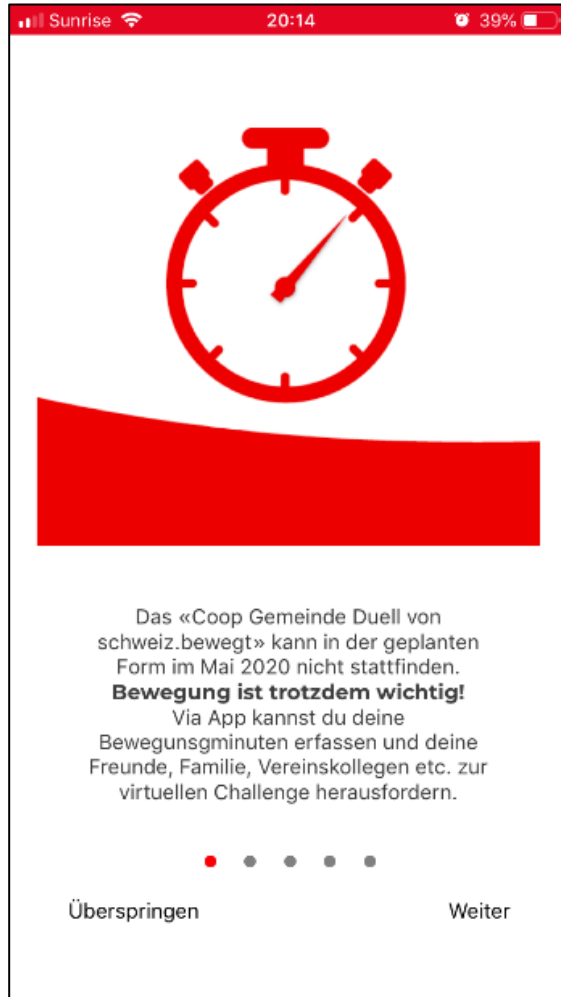 Sunrise 20:14 39%
Das «Coop Gemeinde Duell von
schweiz.bewegt» kann in der geplanten
Form im Mai 2020 nicht stattfinden.
Bewegung ist trotzdem wichtig!
Via App kannst du deine
Bewegunsgminuten erfassen und deine
Freunde, Familie, Vereinskollegen etc. zur
virtuellen Challenge herausfordern.
Überspringen Weiter